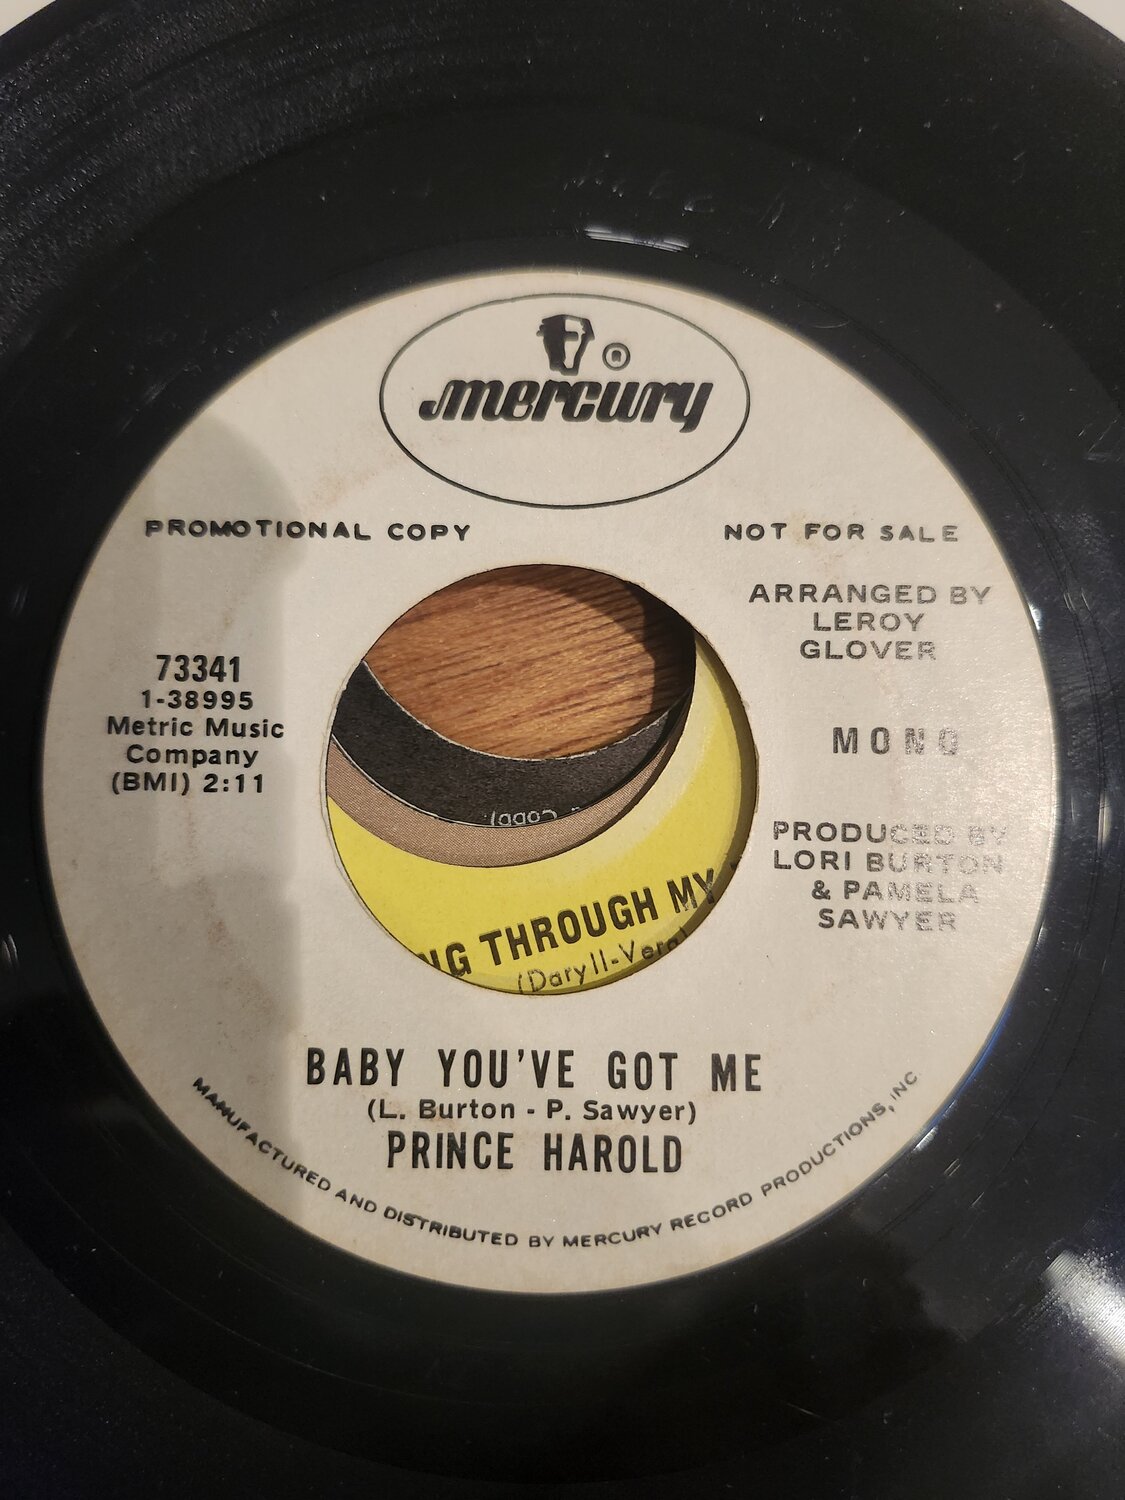 mercury ®
PROMOTIONAL COPY
NOT FOR SALE
ARRANGED BY
LEROY
GLOVER
73341
1-38995
Metric Music
Company
(BMI) 2:11
MONO
PRODUCED BY
LORI BURTON
& PAMELA
SAWYER
Cobb)
NG THROUGH MY
(Daryll-Vera)
BABY YOU'VE GOT ME
(L. Burton - P. Sawyer)
PRINCE HAROLD
MANUFACTURED AND DISTRIBUTED BY MERCURY RECORD PRODUCTIONS, INC